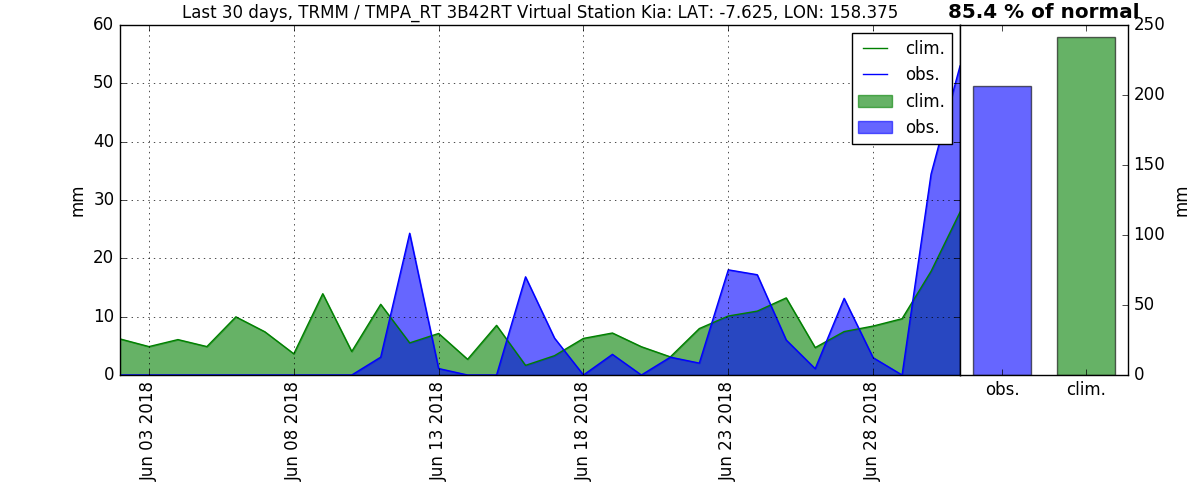 Last 30 days, TRMM / TMPA_RT 3B42RT Virtual Station Kia: LAT: -7.625, LON: 158.375
85.4 % of normal
60
50
40
30
20
10
0
mm
clim.
obs.
clim.
obs.
250
200
150
100
50
0
mm
obs.
clim.
Jun 03 2018
Jun 08 2018
Jun 13 2018
Jun 18 2018
Jun 23 2018
Jun 28 2018